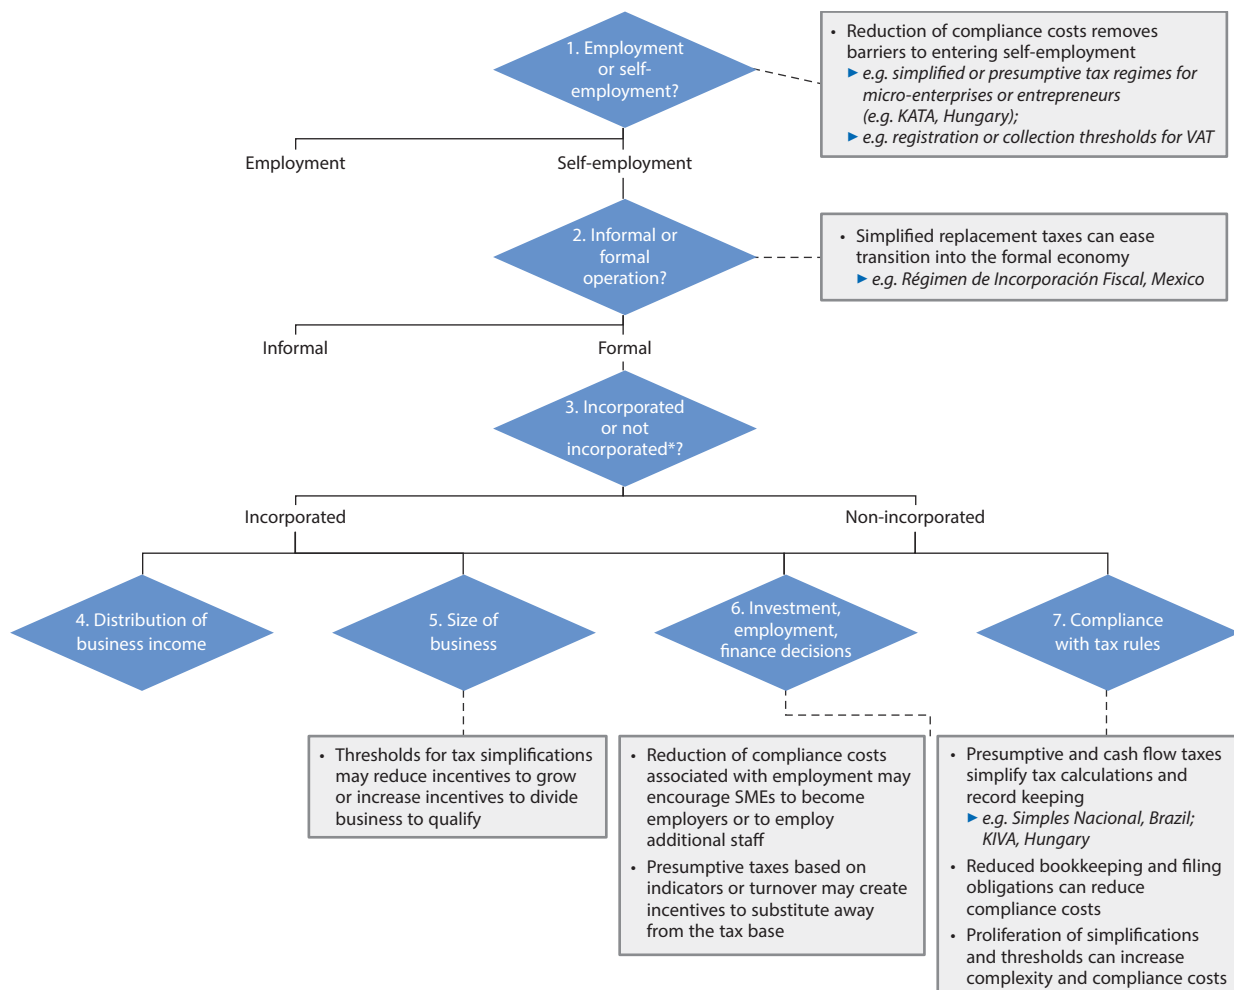 1. Employment
or self-
employment?
• Reduction of compliance costs removes
barriers to entering self-employment
► e.g. simplified or presumptive tax regimes for
micro-enterprises or entrepreneurs
(e.g. KATA, Hungary);
► e.g. registration or collection thresholds for VAT
Employment
Self-employment
2. Informal or
formal
operation?
• Simplified replacement taxes can ease
transition into the formal economy
► e.g. Régimen de Incorporación Fiscal, Mexico
Informal
Formal
3. Incorporated
or not
incorporated*?
Incorporated
Non-incorporated
4. Distribution of
business income
5. Size of
business
6. Investment,
employment,
finance decisions
7. Compliance
with tax rules
• Thresholds for tax simplifications
may reduce incentives to grow
or increase incentives to divide
business to qualify
• Reduction of compliance costs
associated with employment may
encourage SMEs to become
employers or to employ
additional staff
• Presumptive taxes based on
indicators or turnover may create
incentives to substitute away
from the tax base
• Presumptive and cash flow taxes
simplify tax calculations and
record keeping
► e.g. Simples Nacional, Brazil;
KIVA, Hungary
• Reduced bookkeeping and filing
obligations can reduce
compliance costs
• Proliferation of simplifications
and thresholds can increase
complexity and compliance costs